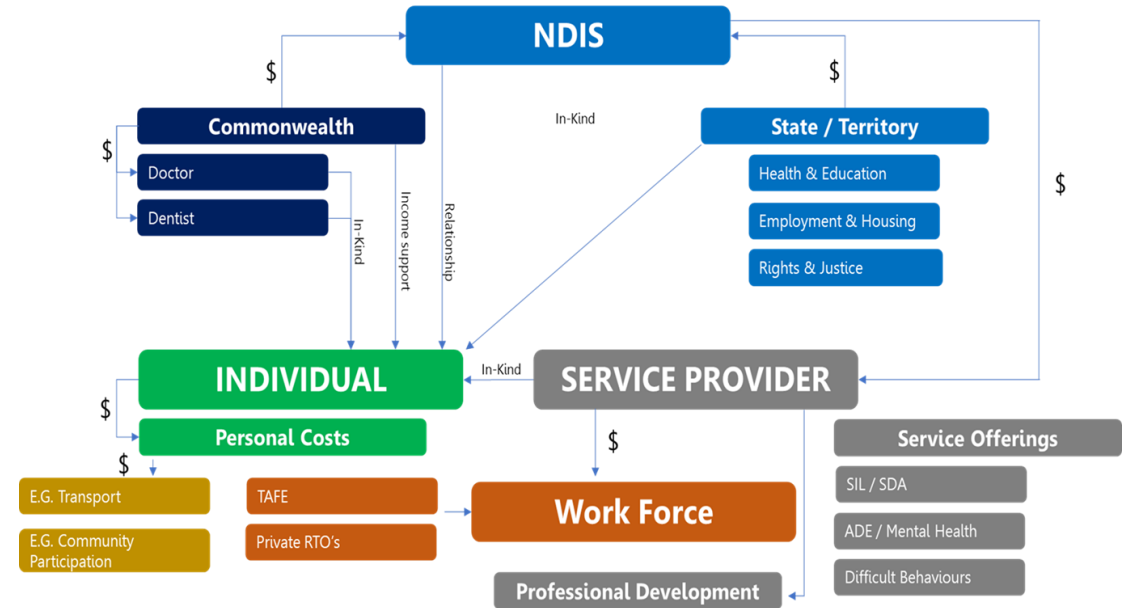 NDIS
$
$
$
In-Kind
Commonwealth
State / Territory
$
Doctor
Dentist
Health & Education
Employment & Housing
Rights & Justice
In-Kind
Income support
Relationship
INDIVIDUAL
In-Kind
SERVICE PROVIDER
$
Personal Costs
$
$
Service Offerings
E.G. Transport
E.G. Community
Participation
TAFE
Private RTO's
Work Force
SIL / SDA
ADE / Mental Health
Difficult Behaviours
Professional Development